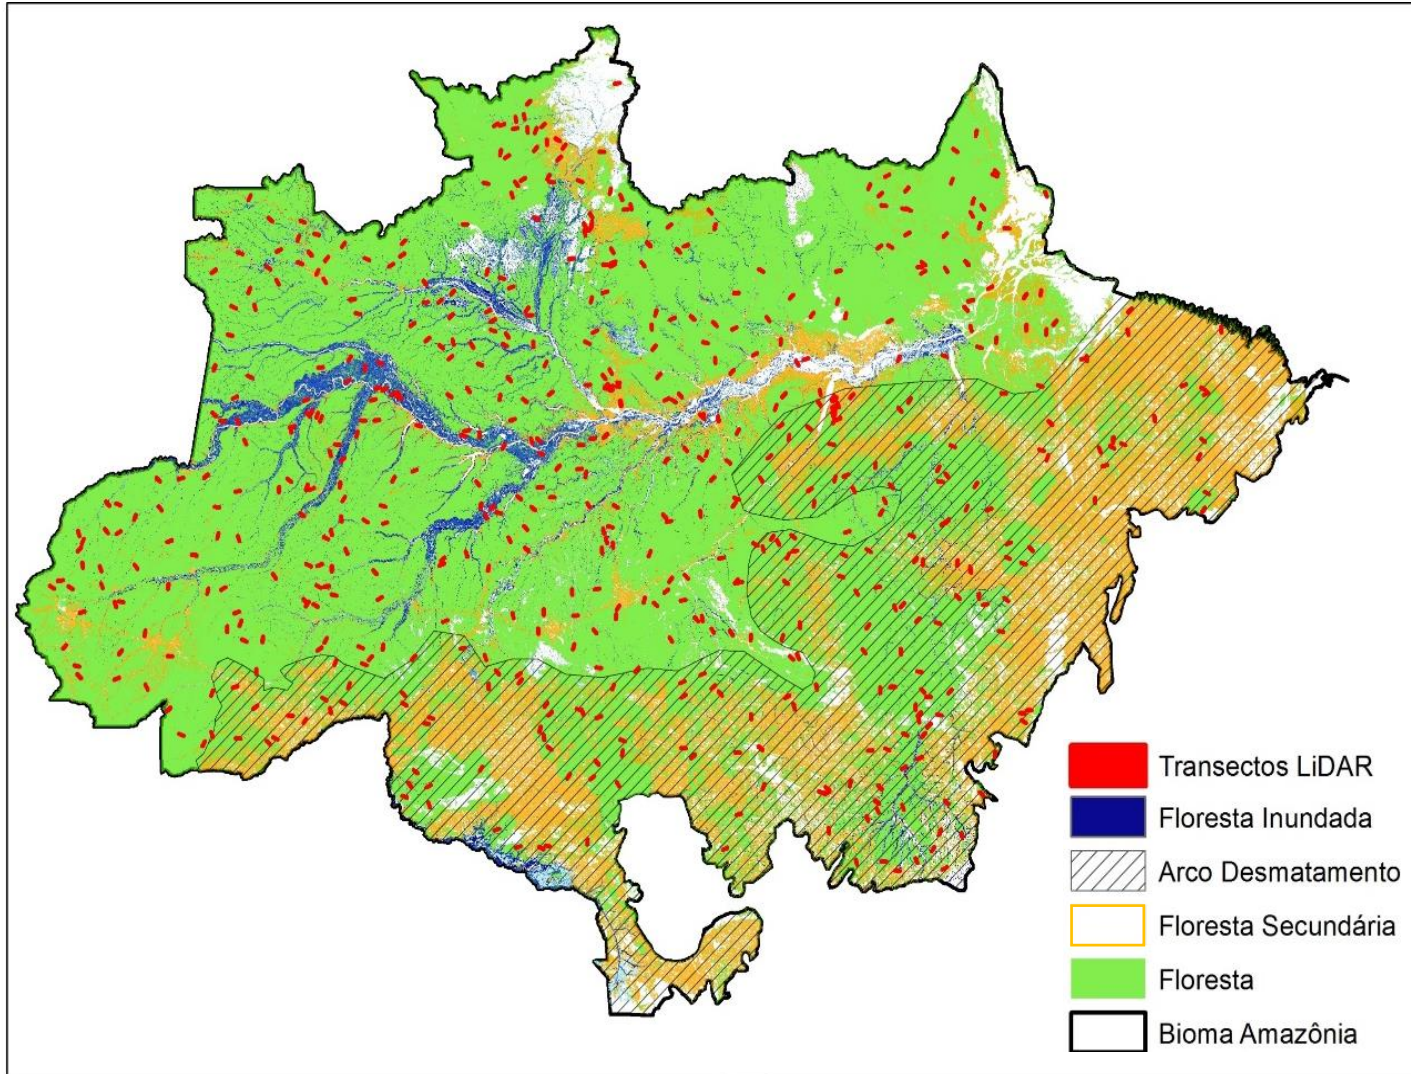 Transectos LiDAR
Floresta Inundada
Arco Desmatamento
Floresta Secundária
Floresta
Bioma Amazônia